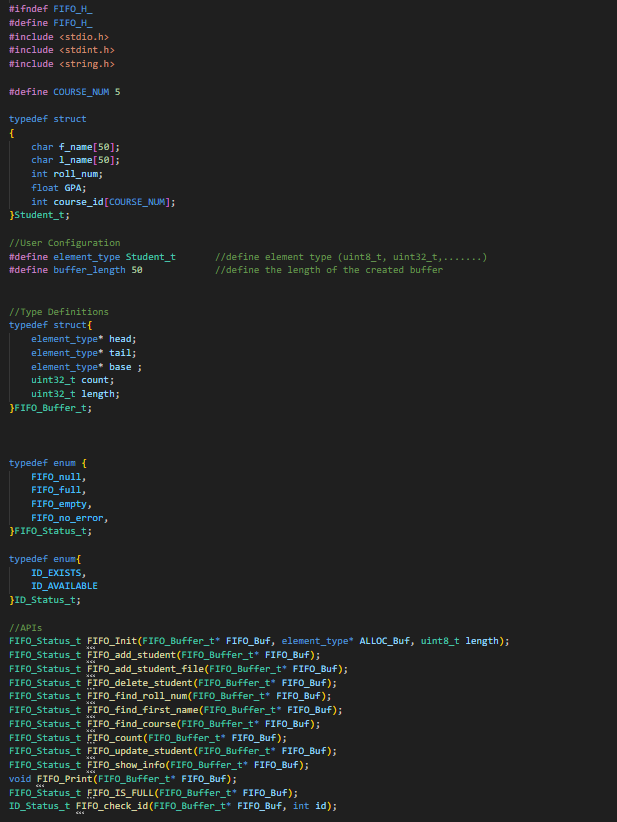 #ifndef FIFO_H_
#define FIFO_H_
#include <stdio.h>
#include <stdint.h>
#include <string.h>
#define COURSE_NUM 5
typedef struct
{
char f_name[50];
char l_name[50];
int roll_num;
float GPA;
int course_id[COURSE_NUM];
}Student_t;
//User Configuration
#define element_type Student_t //define element type (uint8_t, uint32_t,.......)
#define buffer_length 50 //define the length of the created buffer
//Type Definitions
typedef struct{
element_type* head;
element_type* tail;
element_type* base ;
uint32_t count;
uint32_t length;
}FIFO_Buffer_t;
typedef enum {
FIFO_null,
FIFO_full,
FIFO_empty,
FIFO_no_error,
}FIFO_Status_t;
typedef enum{
ID_EXISTS,
ID_AVAILABLE
}ID_Status_t;
//APIs
FIFO_Status_t FIFO_Init(FIFO_Buffer_t* FIFO_Buf, element_type* ALLOC_Buf, uint8_t length);
FIFO_Status_t FIFO_add_student(FIFO_Buffer_t* FIFO_Buf);
FIFO_Status_t FIFO_add_student_file(FIFO_Buffer_t* FIFO_Buf);
FIFO_Status_t FIFO_delete_student(FIFO_Buffer_t* FIFO_Buf);
FIFO_Status_t FIFO_find_roll_num(FIFO_Buffer_t* FIFO_Buf);
FIFO_Status_t FIFO_find_first_name(FIFO_Buffer_t* FIFO_Buf);
FIFO_Status_t FIFO_find_course(FIFO_Buffer_t* FIFO_Buf);
FIFO_Status_t FIFO_count(FIFO_Buffer_t* FIFO_Buf);
FIFO_Status_t FIFO_update_student(FIFO_Buffer_t* FIFO_Buf);
FIFO_Status_t FIFO_show_info(FIFO_Buffer_t* FIFO_Buf);
void FIFO_Print(FIFO_Buffer_t* FIFO_Buf);
FIFO_Status_t FIFO_IS_FULL(FIFO_Buffer_t* FIFO_Buf);
ID_Status_t FIFO_check_id(FIFO_Buffer_t* FIFO_Buf, int id);